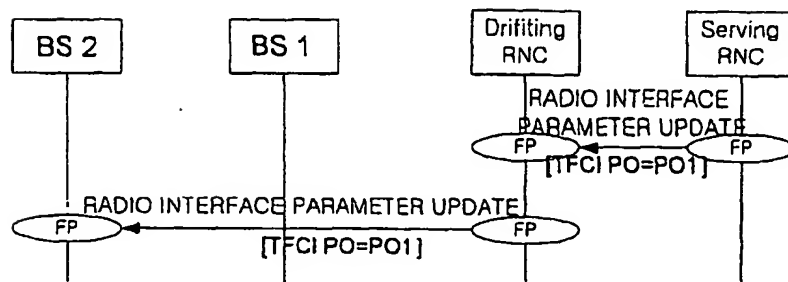 BS 2
BS 1
Drifiting
RNC
Serving
RNC
RADIO INTERFACE
PARAMETER UPDATE
FP
FP
[TFCI PO=PO1]
RADIO INTERFACE PARAMETER UPDATE
FP
FP
[TFCI PO=PO1]